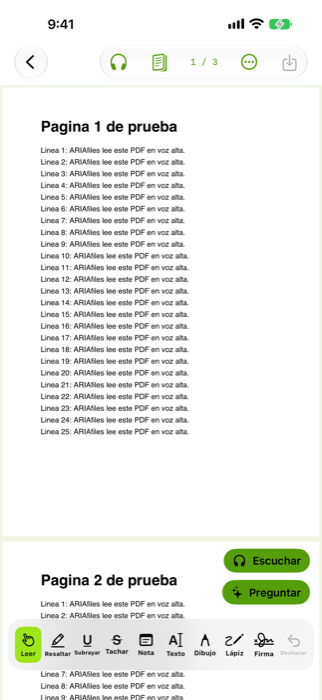 9:41
1 / 3
Pagina 1 de prueba
Linea 1: ARIAfiles lee este PDF en voz alta.
Linea 2: ARIAfiles lee este PDF en voz alta.
Linea 3: ARIAfiles lee este PDF en voz alta.
Linea 4: ARIAfiles lee este PDF en voz alta.
Linea 5: ARIAfiles lee este PDF en voz alta.
Linea 6: ARIAfiles lee este PDF en voz alta.
Linea 7: ARIAfiles lee este PDF en voz alta.
Linea 8: ARIAfiles lee este PDF en voz alta.
Linea 9: ARIAfiles lee este PDF en voz alta.
Linea 10: ARIAfiles lee este PDF en voz alta.
Linea 11: ARIAfiles lee este PDF en voz alta.
Linea 12: ARIAfiles lee este PDF en voz alta.
Linea 13: ARIAfiles lee este PDF en voz alta.
Linea 14: ARIAfiles lee este PDF en voz alta.
Linea 15: ARIAfiles lee este PDF en voz alta.
Linea 16: ARIAfiles lee este PDF en voz alta.
Linea 17: ARIAfiles lee este PDF en voz alta.
Linea 18: ARIAfiles lee este PDF en voz alta.
Linea 19: ARIAfiles lee este PDF en voz alta.
Linea 20: ARIAfiles lee este PDF en voz alta.
Linea 21: ARIAfiles lee este PDF en voz alta.
Linea 22: ARIAfiles lee este PDF en voz alta.
Linea 23: ARIAfiles lee este PDF en voz alta.
Linea 24: ARIAfiles lee este PDF en voz alta.
Linea 25: ARIAfiles lee este PDF en voz alta.
Escuchar
Pagina 2 de prueba
Preguntar
Linea 1: ARIAfiles lee este PDF en voz alta.
Linea 2: ARIAfiles lee este PDF en voz alta.
Leer Resaltar Subrayar Tachar Nota Texto Dibujo Lápiz Firma Deshacer
Linea 7: ARIAfiles lee este PDF en voz alta.
Linea 8: ARIAfiles lee este PDF en voz alta.
Linea 9: ARIAfiles lee este PDF en voz alta.